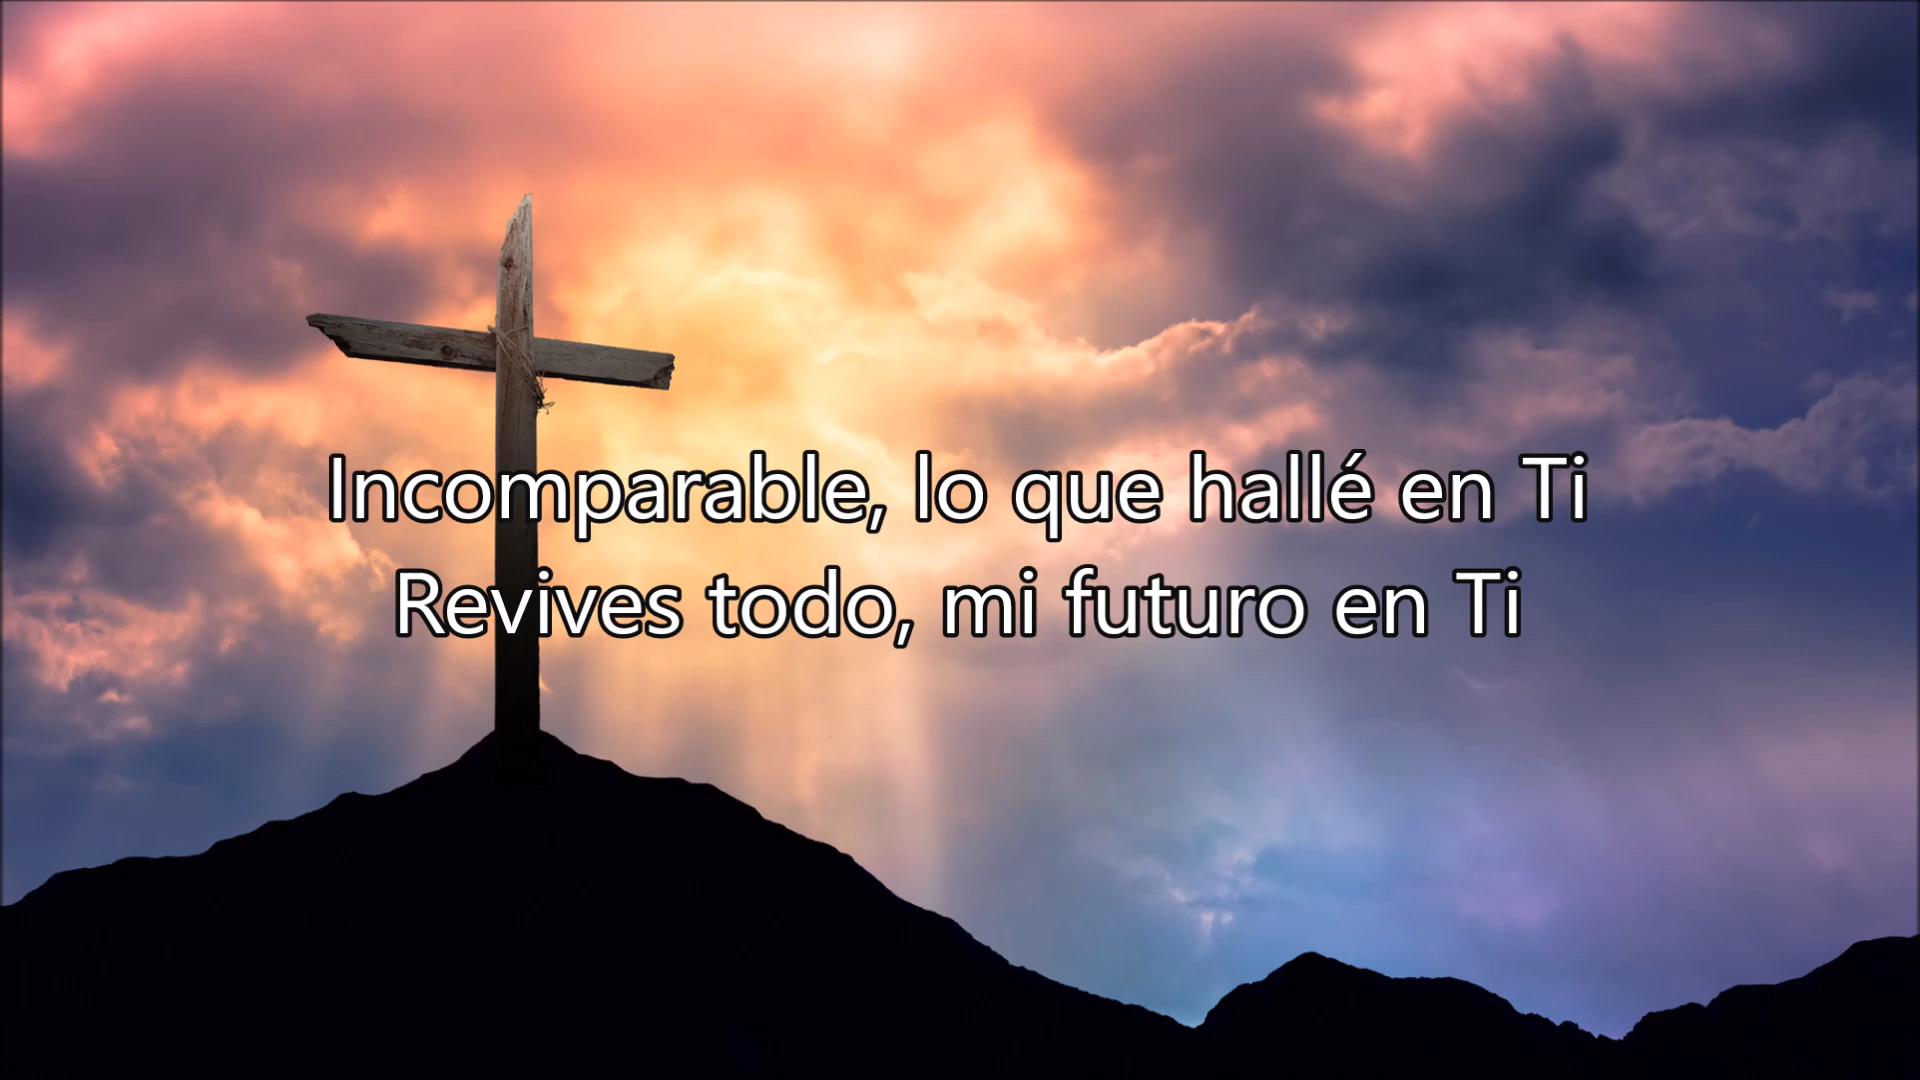 Incomparable, lo que hallé en Ti
Revives todo, mi futuro en Ti